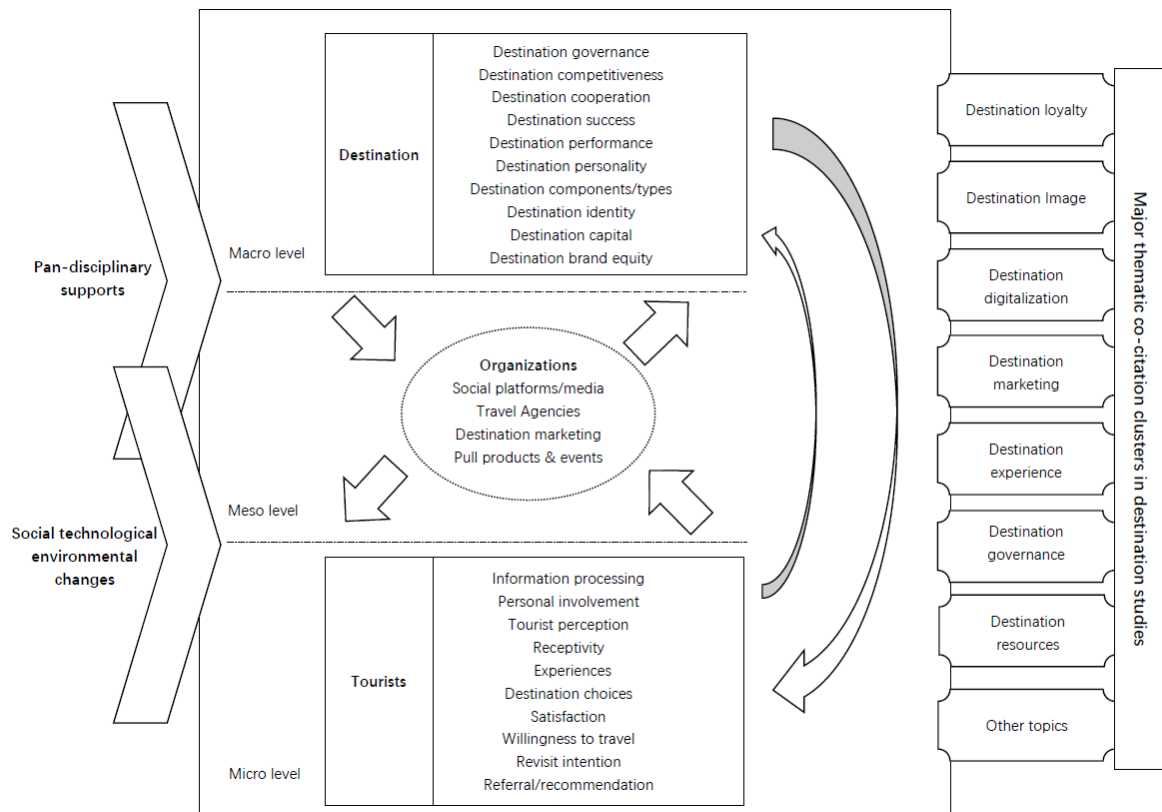 Pan-disciplinary
supports
Social technological
environmental
changes
Macro level
Destination
Destination governance
Destination competitiveness
Destination cooperation
Destination success
Destination performance
Destination personality
Destination components/types
Destination identity
Destination capital
Destination brand equity
Meso level
Organizations
Social platforms/media
Travel Agencies
Destination marketing
Pull products & events
Micro level
Tourists
Information processing
Personal involvement
Tourist perception
Receptivity
Experiences
Destination choices
Satisfaction
Willingness to travel
Revisit intention
Referral/recommendation
Destination loyalty
Destination Image
Destination
digitalization
Destination
marketing
Destination
experience
Destination
governance
Destination
resources
Other topics
Major thematic co-citation clusters in destination studies